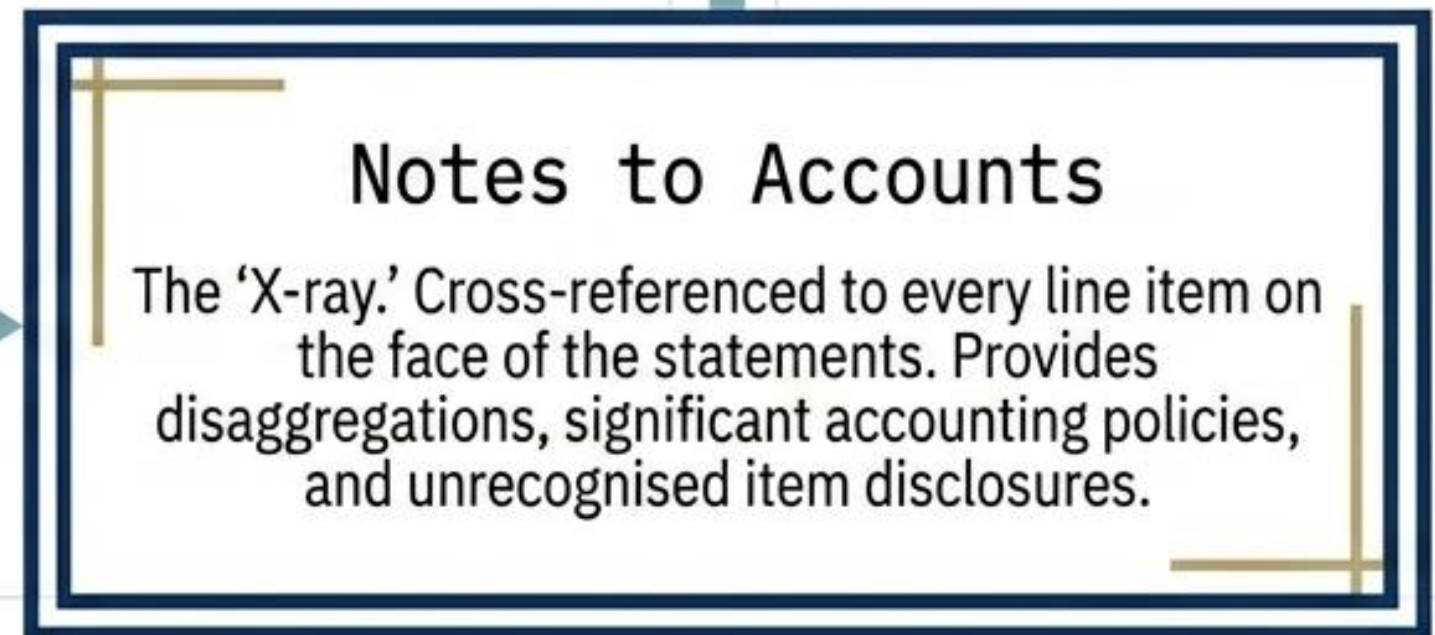 Notes to Accounts
The ‘X-ray.’ Cross-referenced to every line item on
the face of the statements. Provides
disaggregations, significant accounting policies,
and unrecognised item disclosures.